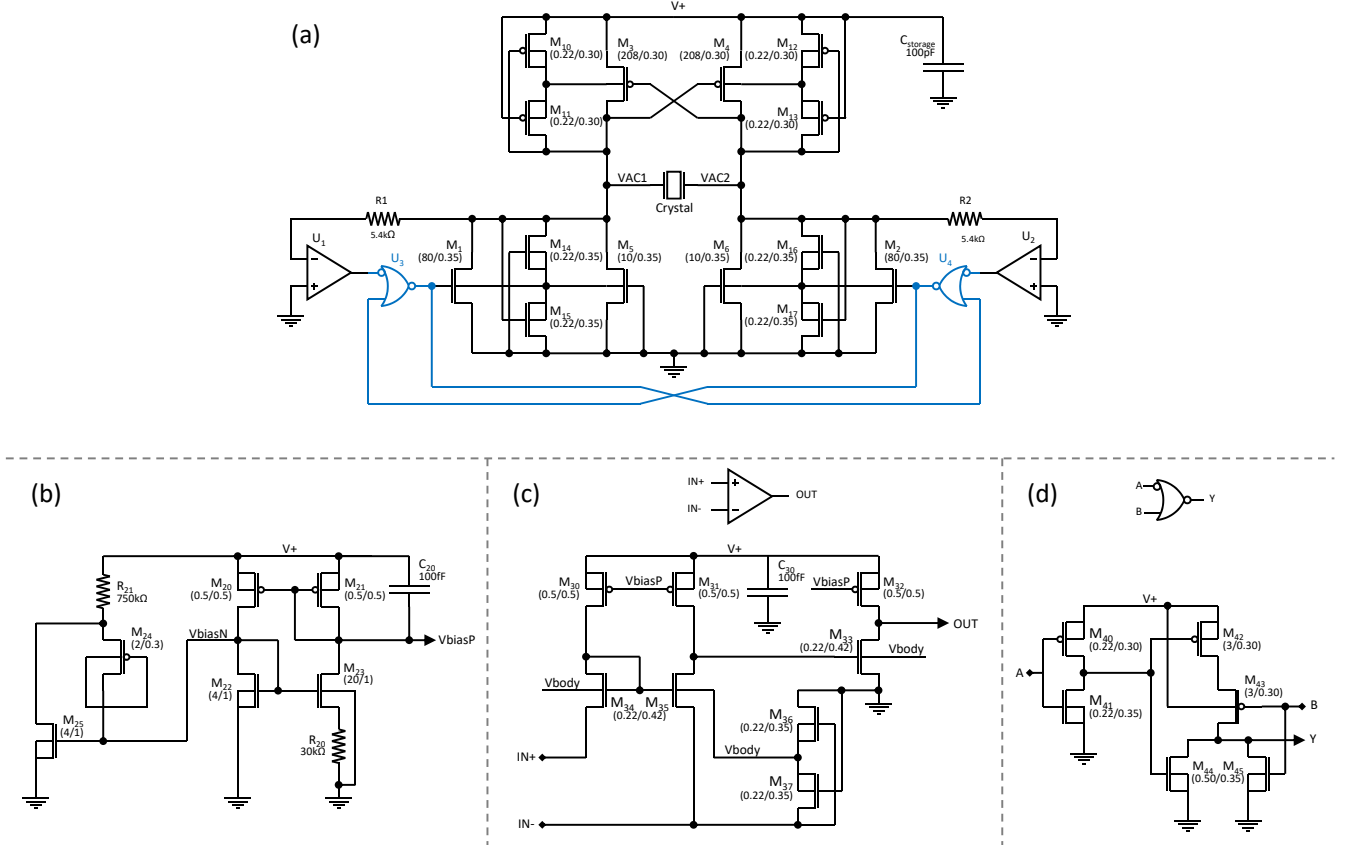 (a)
V+
M10
(0.22/0.30)
M3
(208/0.30)
M4
(208/0.30)
M12
(0.22/0.30)
Cstorage
100pF
M11
(0.22/0.30)
M13
(0.22/0.30)
VAC1
VAC2
Crystal
R1
5.4kΩ
R2
5.4kΩ
U1
U2
U3
M1
(80/0.35)
M14
(0.22/0.35)
M5
(10/0.35)
M6
(10/0.35)
M16
(0.22/0.35)
M2
(80/0.35)
U4
M15
(0.22/0.35)
M17
(0.22/0.35)
(b)
V+
R21
750kΩ
M20
(0.5/0.5)
M21
(0.5/0.5)
C20
100fF
M24
(2/0.3)
VbiasN
VbiasP
M22
(4/1)
M23
(20/1)
M25
(4/1)
R20
30kΩ
(c)
IN+
IN-
OUT
V+
M30
(0.5/0.5)
VbiasP
M31
(0.5/0.5)
C30
100fF
VbiasP
M32
(0.5/0.5)
OUT
M33
(0.22/0.42)
Vbody
Vbody
M34
M35
(0.22/0.42)
M36
(0.22/0.35)
Vbody
IN+
M37
(0.22/0.35)
IN-
(d)
A
B
Y
V+
M40
(0.22/0.30)
M42
(3/0.30)
A
M41
(0.22/0.35)
M43
(3/0.30)
B
Y
M44
M45
(0.50/0.35)